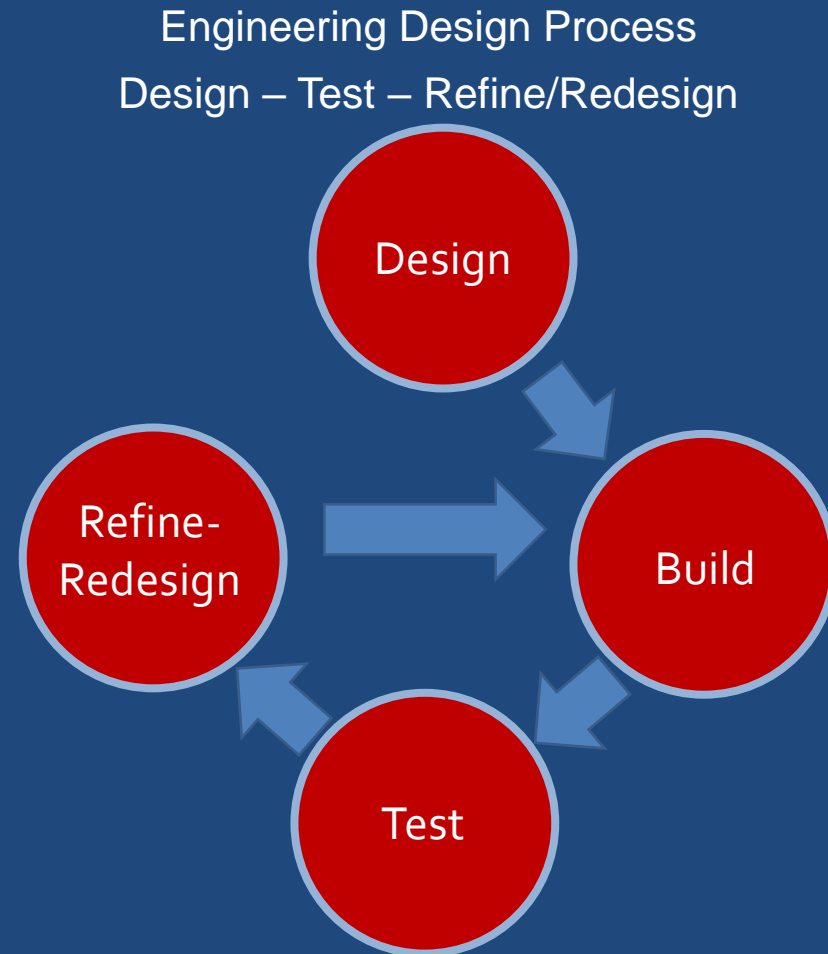 Engineering Design Process
Design – Test – Refine/Redesign
Design
Refine-
Redesign
Build
Test